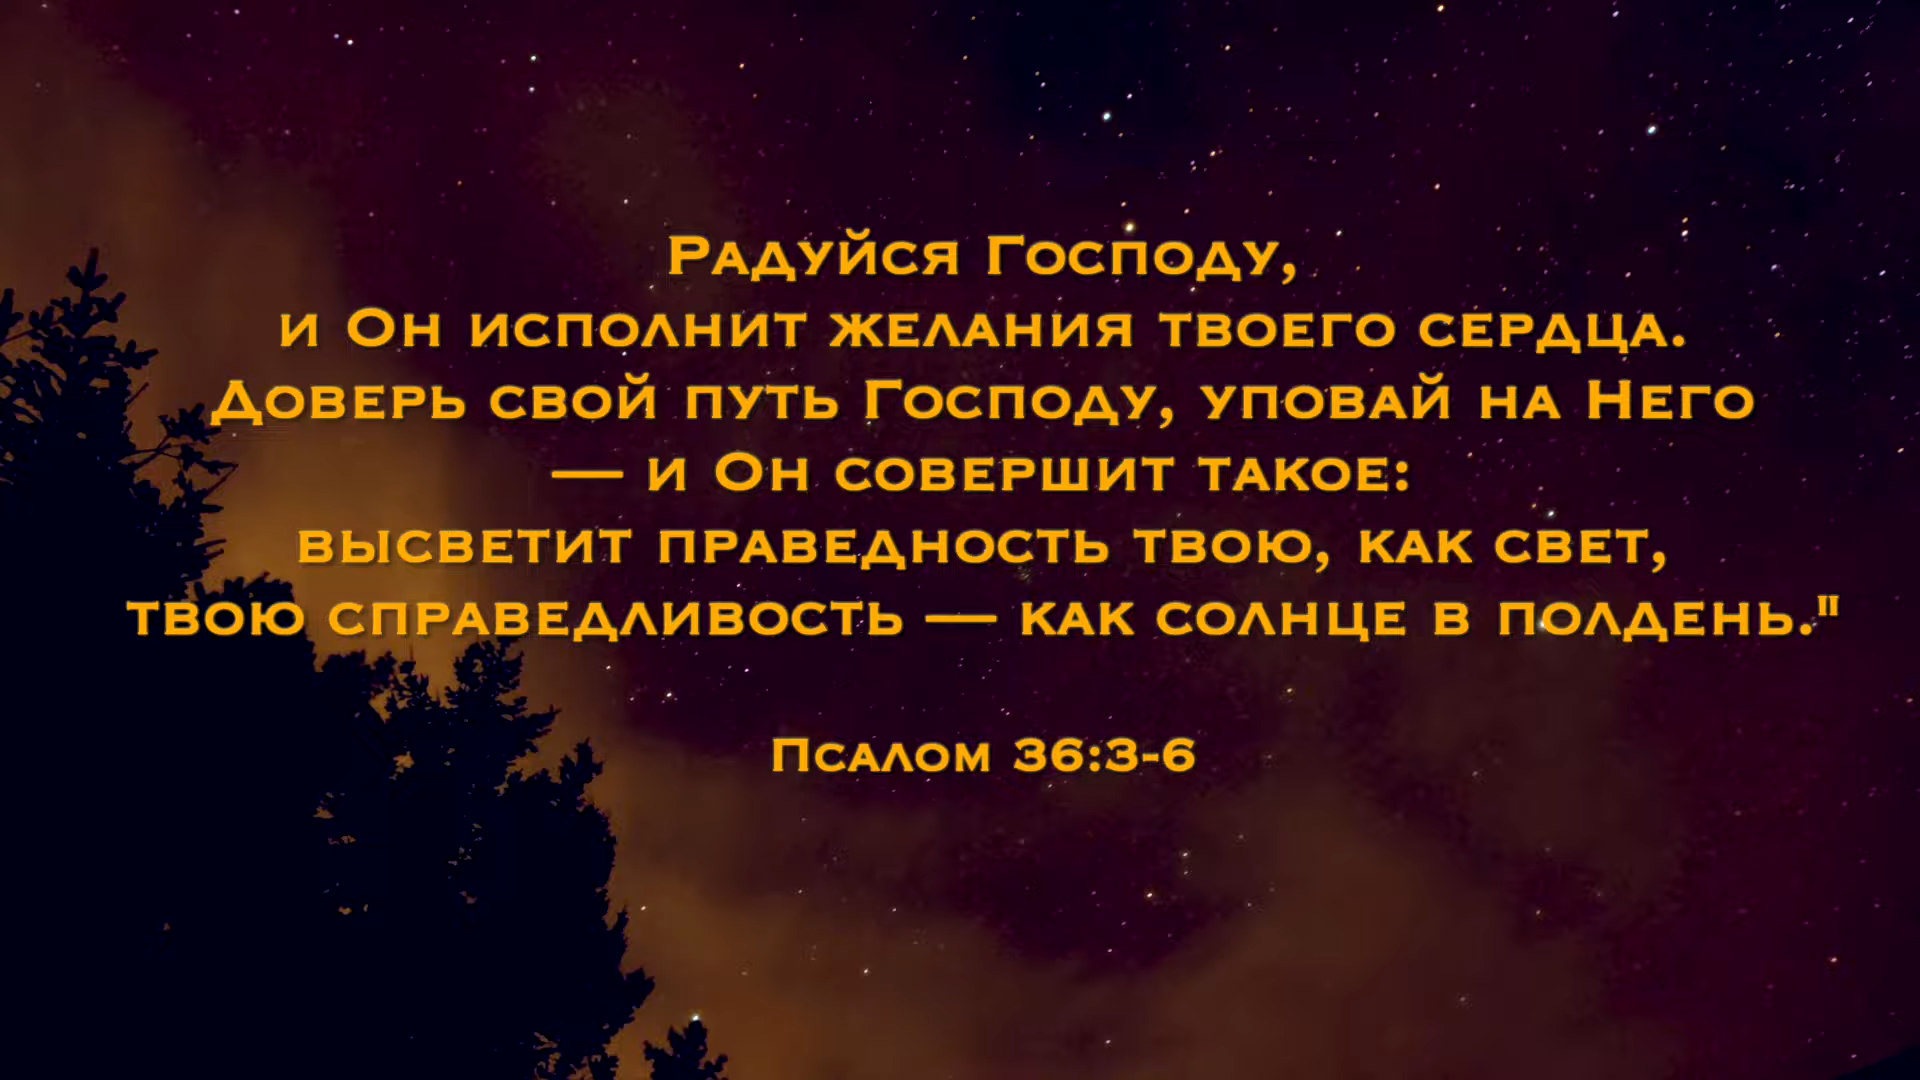 Радуйся Господу,
и Он исполнит желания твоего сердца.
Доверь свой путь Господу, уповай на Него
— и Он совершит такое:
высветит праведность твою, как свет,
твою справедливость — как солнце в полдень."
Псалом 36:3-6